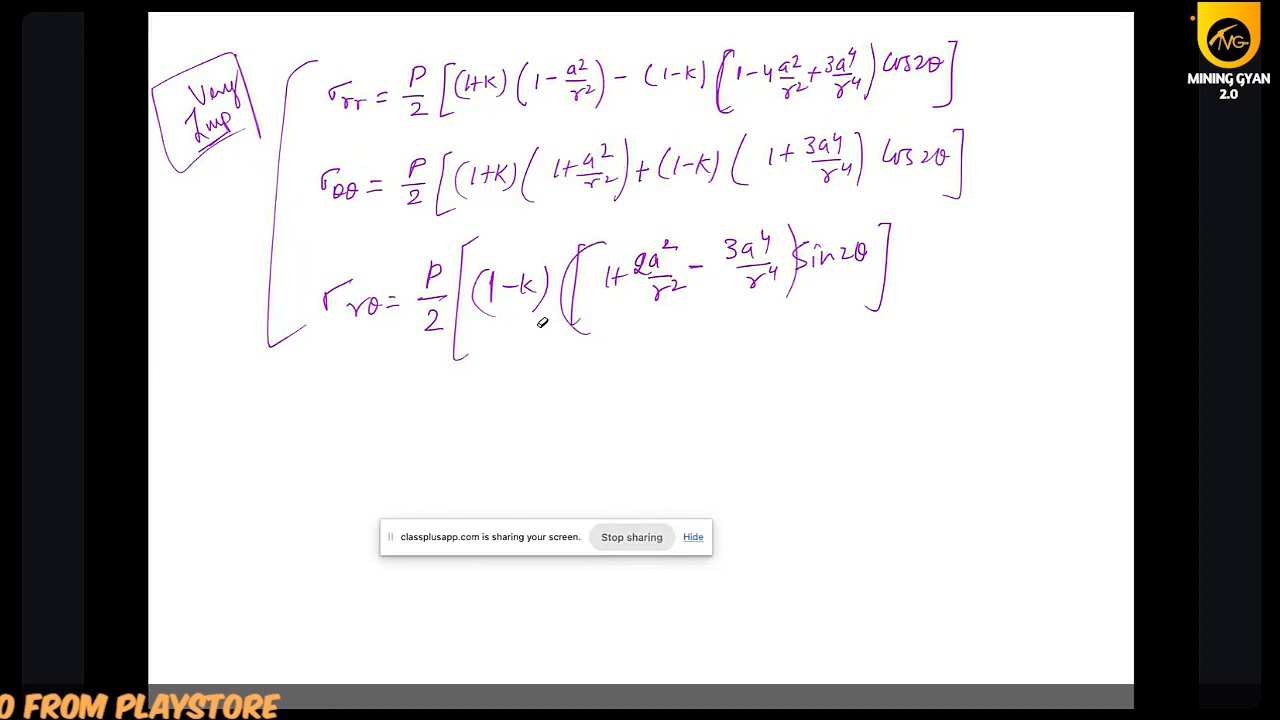 Very
Imp
σrr = P/2 [(1+K) (1 - a²/r²) - (1-K) (1 - 4a²/r² + 3a⁴/r⁴) cos2θ]
σθθ = P/2 [(1+K) (1 + a²/r²) + (1-K) (1 + 3a⁴/r⁴) cos2θ]
σrθ = P/2 [(1-K) (1 + 2a²/r² - 3a⁴/r⁴) sin2θ]
MINING GYAN
2.0
classplusapp.com is sharing your screen. Stop sharing Hide
O FROM PLAYSTORE